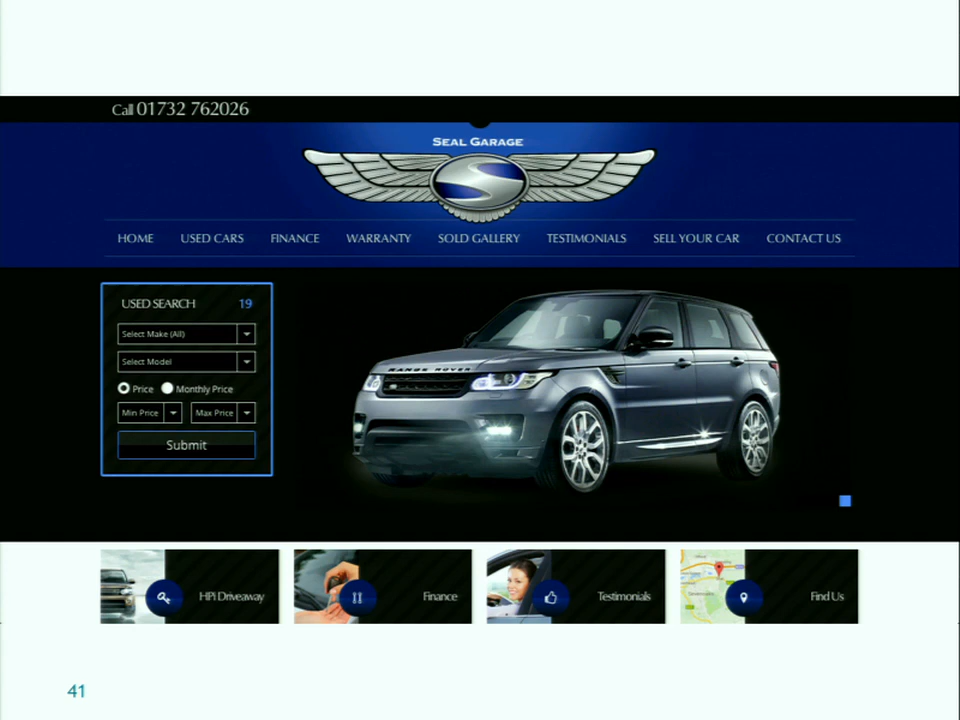 Call 01732 762026
SEAL GARAGE
HOME USED CARS FINANCE WARRANTY SOLD GALLERY TESTIMONIALS SELL YOUR CAR CONTACT US
USED SEARCH 19
Select Make (All)
Select Model
Price Monthly Price
Min Price Max Price
Submit
RANGE ROVER
HPi Driveaway Finance Testimonials Find Us
41